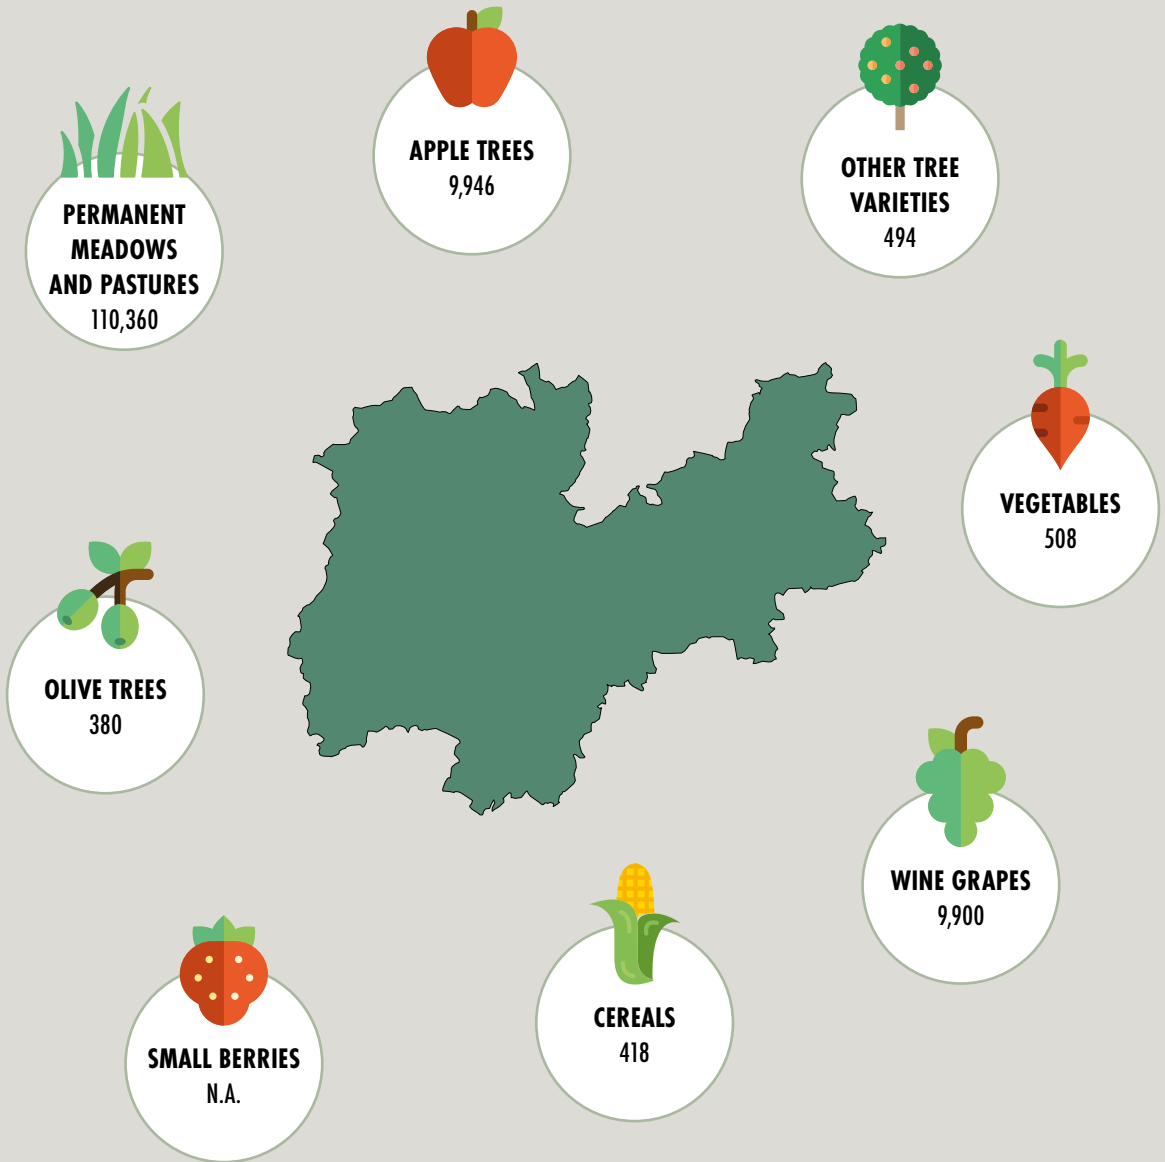 APPLE TREES
9,946
OTHER TREE
VARIETIES
494
PERMANENT
MEADOWS
AND PASTURES
110,360
VEGETABLES
508
OLIVE TREES
380
WINE GRAPES
9,900
CEREALS
418
SMALL BERRIES
N.A.